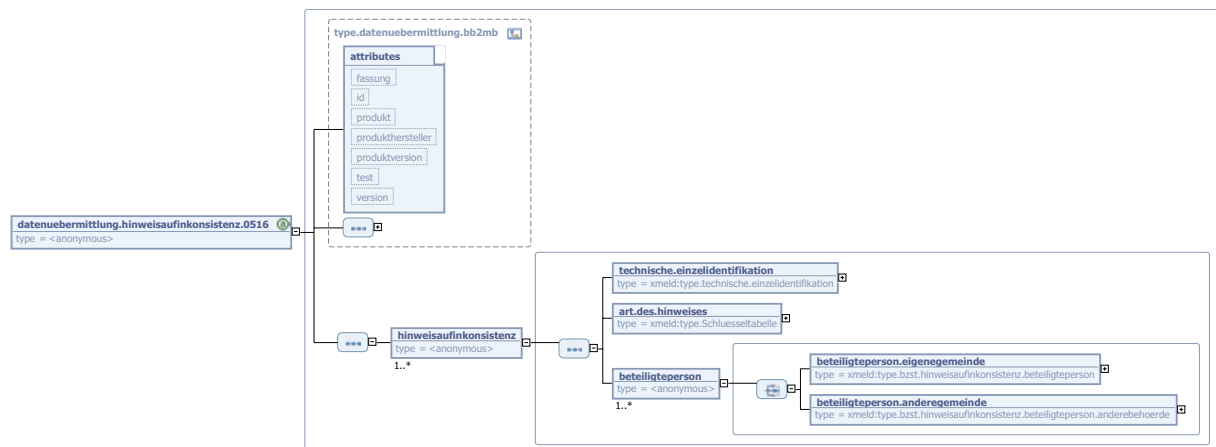 type.datenuebermittlung.bb2mb
attributes
fassung
id
produkt
produkthersteller
produktversion
test
version
datenuebermittlung.hinweisaufinkonsistenz.0516
type = <anonymous>
hinweisaufinkonsistenz
type = <anonymous>
1..*
technische.einzelidentifikation
type = xmeld:type.technische.einzelidentifikation
art.des.hinweises
type = xmeld:type.Schluesseltabelle
beteiligteperson
type = <anonymous>
1..*
beteiligteperson.eigenegemeinde
type = xmeld:type.bzst.hinweisaufinkonsistenz.beteiligteperson
beteiligteperson.anderegemeinde
type = xmeld:type.bzst.hinweisaufinkonsistenz.beteiligteperson.anderebehoerde